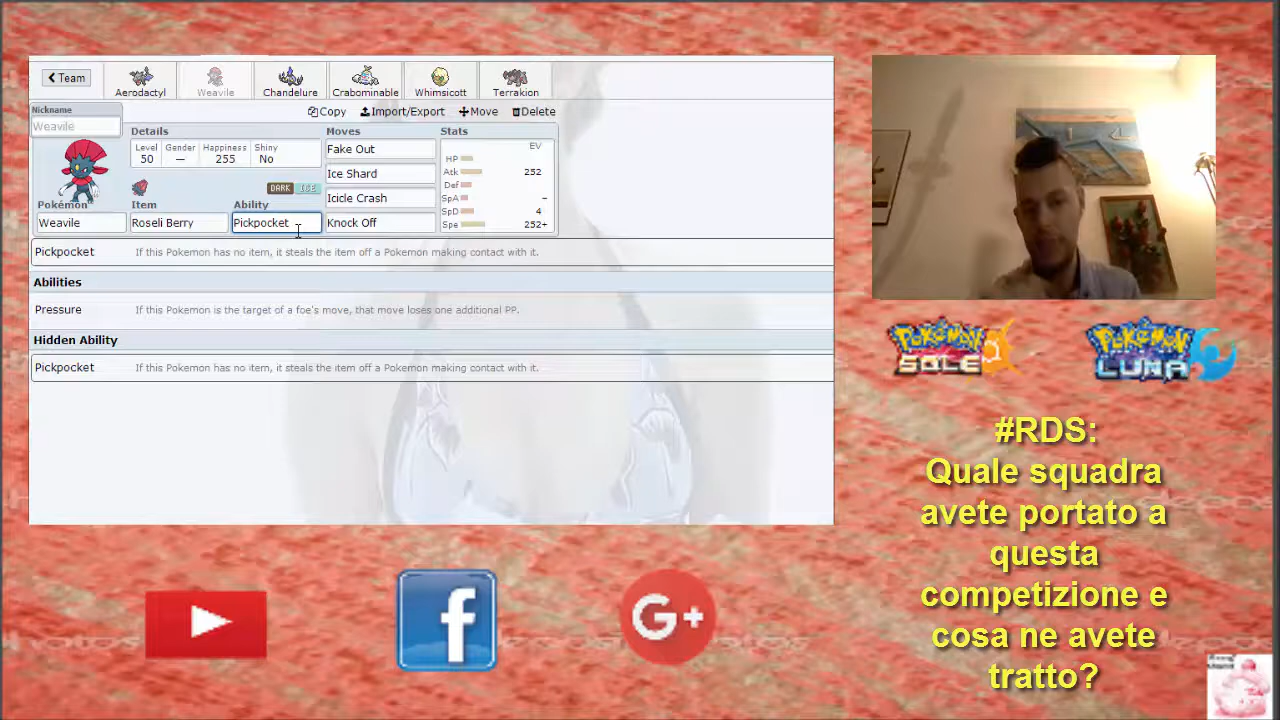 Team
Aerodactyl
Weavile
Chandelure
Crabominable
Whimsicott
Terrakion
Nickname
Weavile
Copy
Import/Export
Move
Delete
Details
Moves
Stats
Level
50
Gender
—
Happiness
255
Shiny
No
Fake Out
Ice Shard
Icicle Crash
Knock Off
EV
HP
Atk 252
Def
SpA –
SpD 4
Spe 252+
DARK ICE
Pokémon
Weavile
Item
Roseli Berry
Ability
Pickpocket
Pickpocket If this Pokemon has no item, it steals the item off a Pokemon making contact with it.
Abilities
Pressure If this Pokemon is the target of a foe's move, that move loses one additional PP.
Hidden Ability
Pickpocket If this Pokemon has no item, it steals the item off a Pokemon making contact with it.
POKÉMON
SOLE
POKÉMON
LUNA
#RDS:
Quale squadra
avete portato a
questa
competizione e
cosa ne avete
tratto?
f
G+